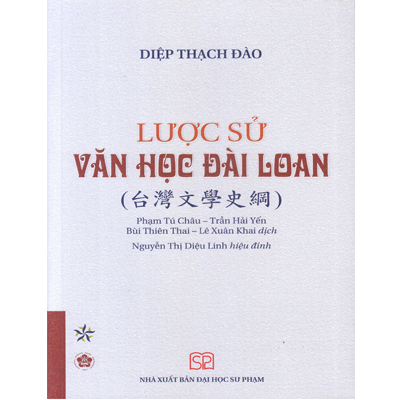 DIỆP THẠCH ĐÀO
LƯỢC SỬ
VĂN HỌC ĐÀI LOAN
(台灣文學史綱)
Phạm Tú Châu – Trần Hải Yến
Bùi Thiên Thai – Lê Xuân Khai dịch
Nguyễn Thị Diệu Linh hiệu đính
SP
NHÀ XUẤT BẢN ĐẠI HỌC SƯ PHẠM